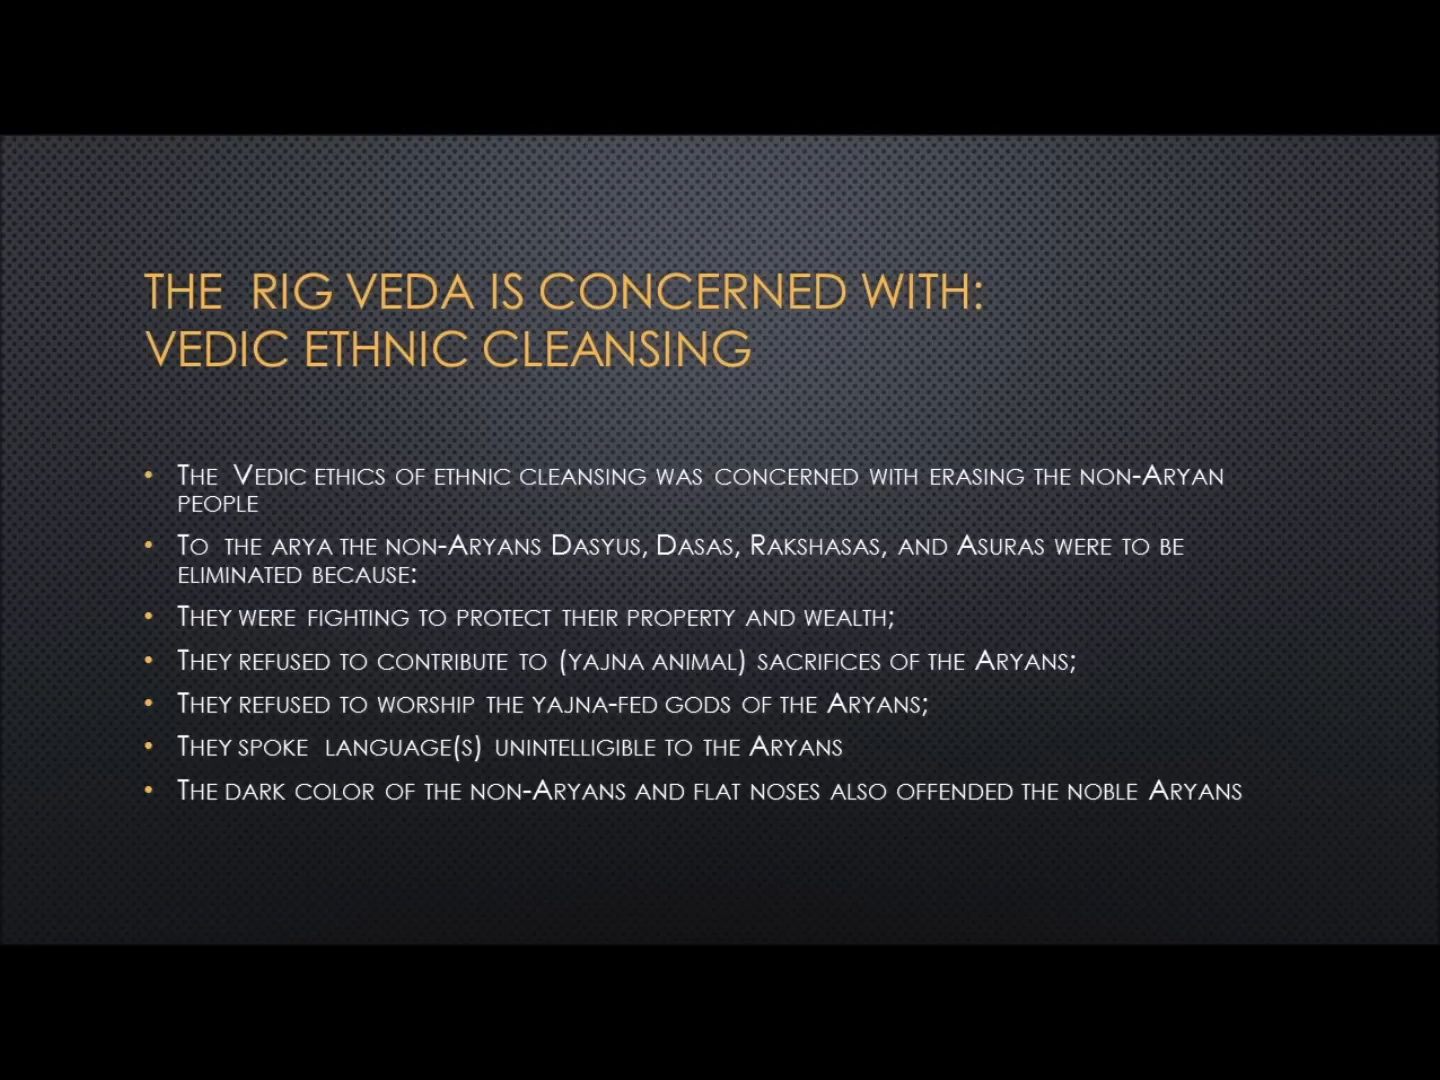 THE RIG VEDA IS CONCERNED WITH:
VEDIC ETHNIC CLEANSING
• THE VEDIC ETHICS OF ETHNIC CLEANSING WAS CONCERNED WITH ERASING THE NON-ARYAN
PEOPLE
• TO THE ARYA THE NON-ARYANS DASYUS, DASAS, RAKSHASAS, AND ASURAS WERE TO BE
ELIMINATED BECAUSE:
• THEY WERE FIGHTING TO PROTECT THEIR PROPERTY AND WEALTH;
• THEY REFUSED TO CONTRIBUTE TO (YAJNA ANIMAL) SACRIFICES OF THE ARYANS;
• THEY REFUSED TO WORSHIP THE YAJNA-FED GODS OF THE ARYANS;
• THEY SPOKE LANGUAGE(S) UNINTELLIGIBLE TO THE ARYANS
• THE DARK COLOR OF THE NON-ARYANS AND FLAT NOSES ALSO OFFENDED THE NOBLE ARYANS